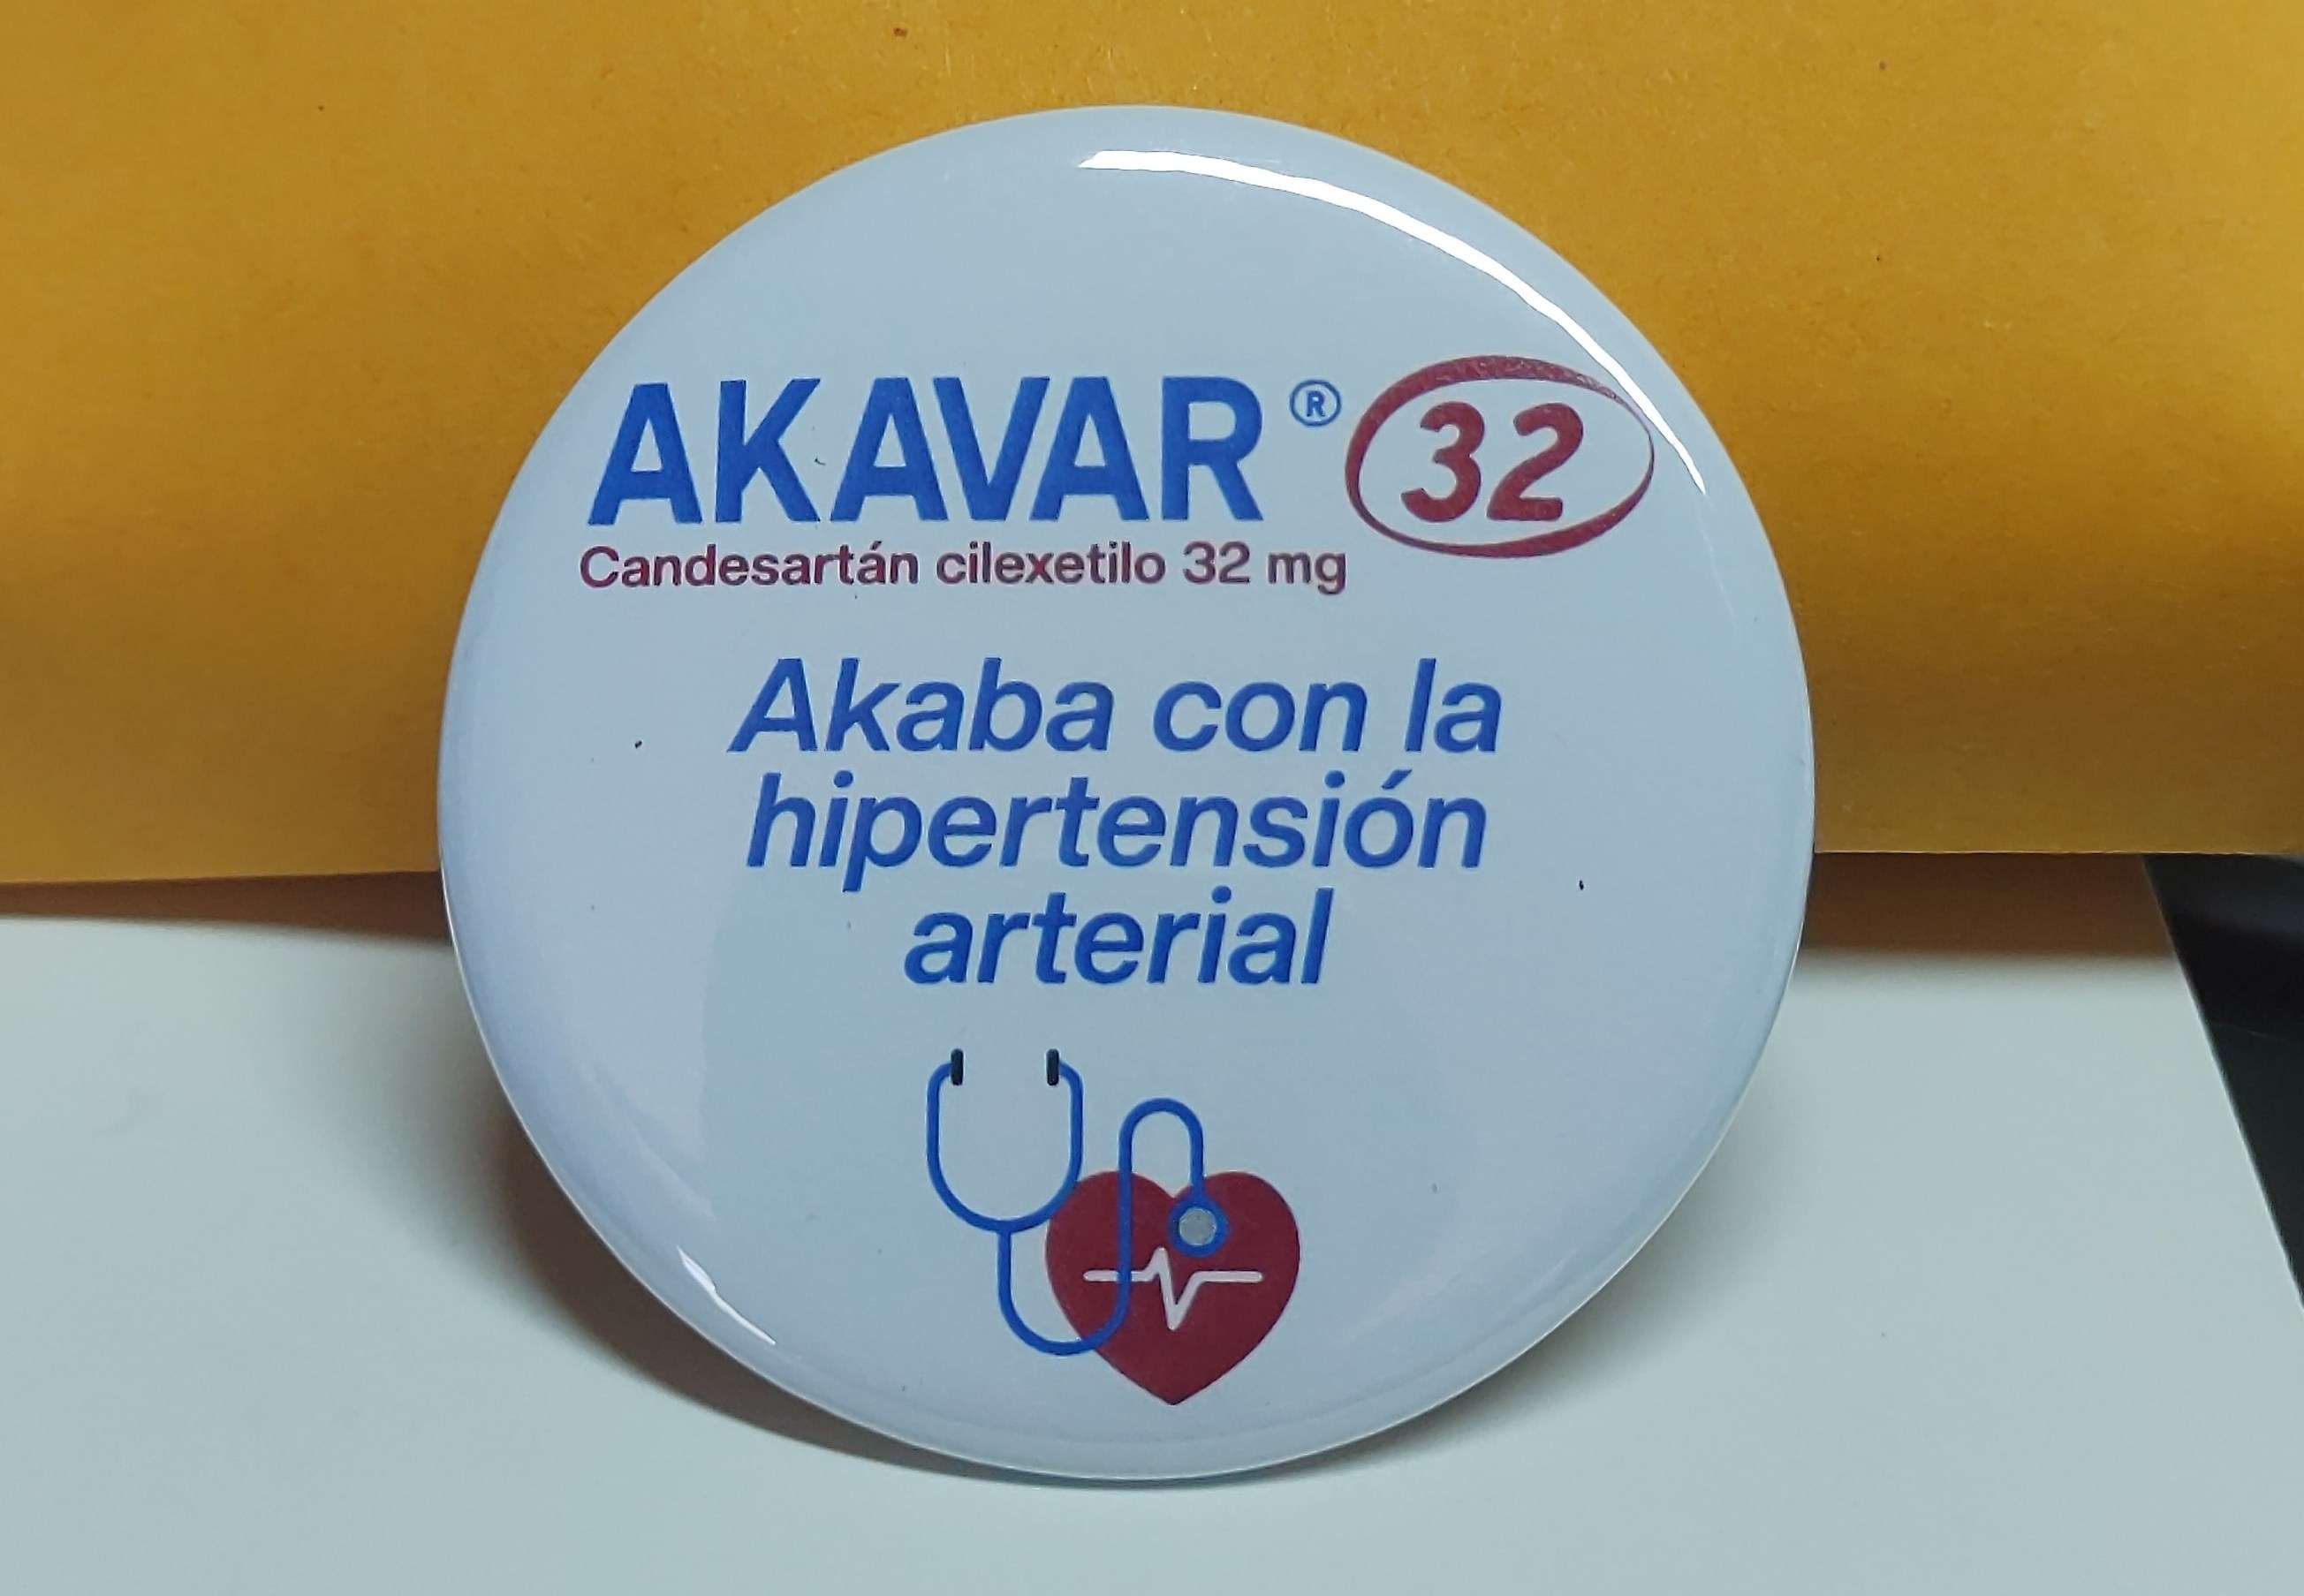 AKAVAR® 32
Candesartán cilexetilo 32 mg
Akaba con la
hipertensión
arterial